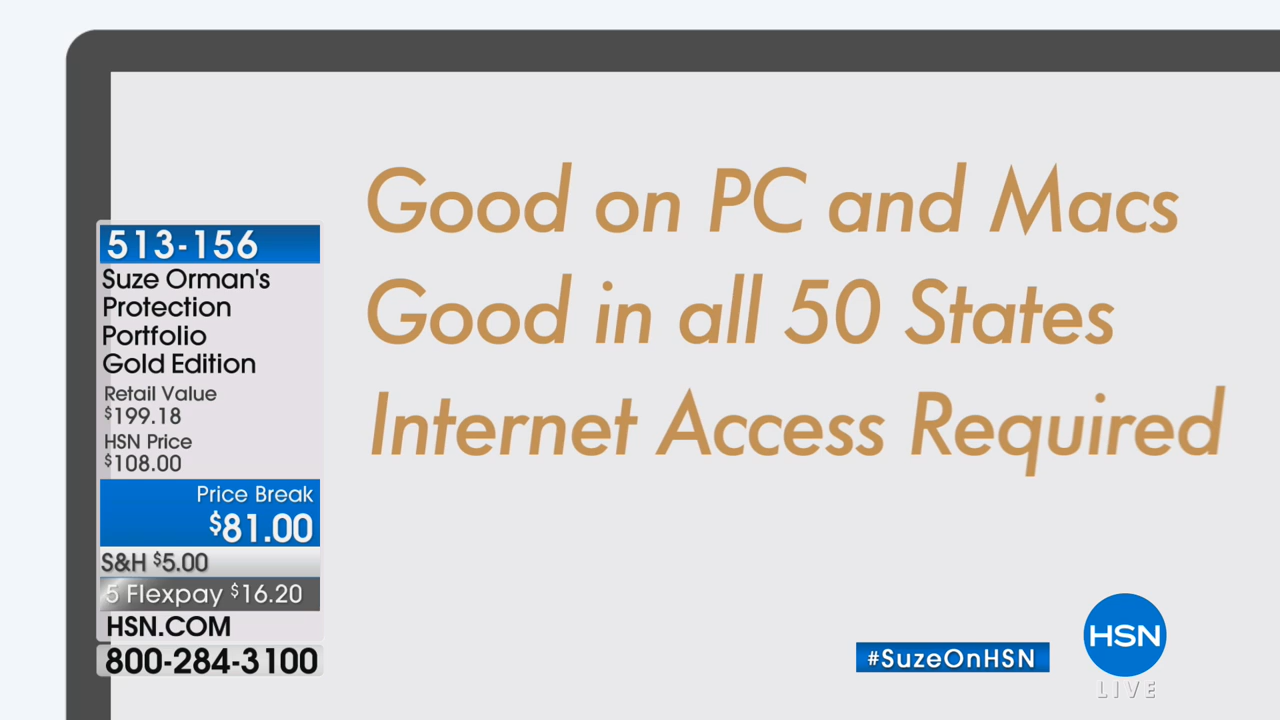 Good on PC and Macs
Good in all 50 States
Internet Access Required
513-156
Suze Orman's
Protection
Portfolio
Gold Edition
Retail Value
$199.18
HSN Price
$108.00
Price Break
$81.00
S&H $5.00
5 Flexpay $16.20
HSN.COM
800-284-3100
#SuzeOnHSN
HSN
LIVE